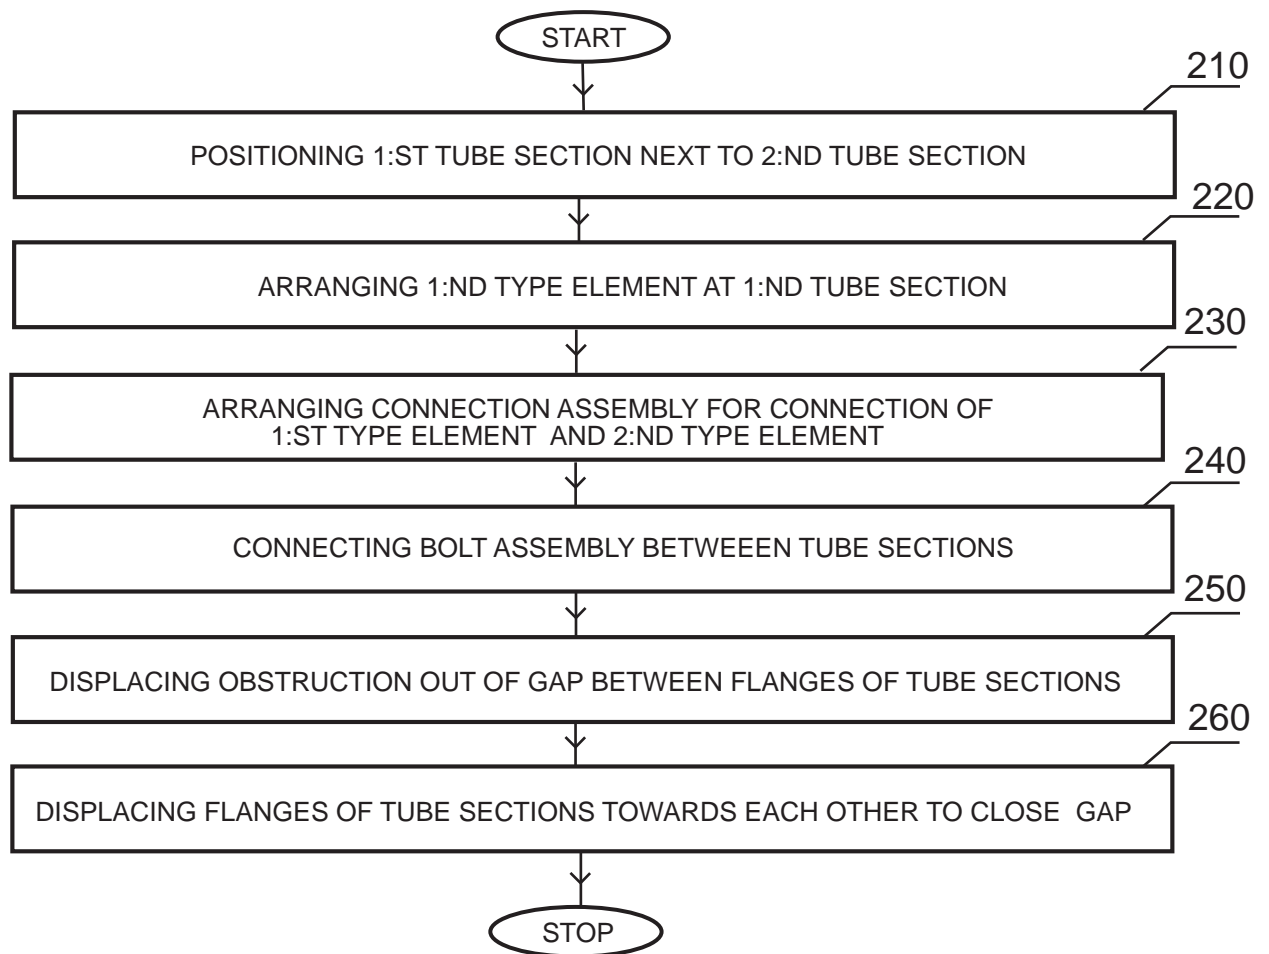 START
210
POSITIONING 1:ST TUBE SECTION NEXT TO 2:ND TUBE SECTION
220
ARRANGING 1:ND TYPE ELEMENT AT 1:ND TUBE SECTION
230
ARRANGING CONNECTION ASSEMBLY FOR CONNECTION OF
1:ST TYPE ELEMENT AND 2:ND TYPE ELEMENT
240
CONNECTING BOLT ASSEMBLY BETWEEEN TUBE SECTIONS
250
DISPLACING OBSTRUCTION OUT OF GAP BETWEEN FLANGES OF TUBE SECTIONS
260
DISPLACING FLANGES OF TUBE SECTIONS TOWARDS EACH OTHER TO CLOSE GAP
STOP